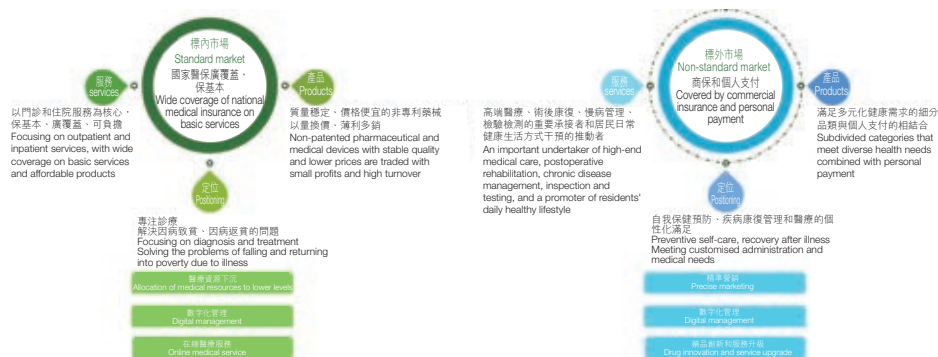 標內市場
Standard market
國家醫保廣覆蓋、
保基本
Wide coverage of national
medical insurance on
basic services
服務
services
產品
Products
以門診和住院服務為核心、
保基本、廣覆蓋、可負擔
Focusing on outpatient and
inpatient services, with wide
coverage on basic services
and affordable products
質量穩定、價格便宜的非專利藥械
以量換價、薄利多銷
Non-patented pharmaceutical and
medical devices with stable quality
and lower prices are traded with
small profits and high turnover
定位
Positioning
專注診療
解決因病致貧、因病返貧的問題
Focusing on diagnosis and treatment
Solving the problems of falling and returning
into poverty due to illness
醫療資源下沉
Allocation of medical resources to lower levels
數字化管理
Digital management
在線醫療服務
Online medical service
標外市場
Non-standard market
商保和個人支付
Covered by commercial
insurance and personal
payment
服務
services
產品
Products
高端醫療、術後康復、慢病管理、
檢驗檢測的重要承接者和居民日常
健康生活方式干預的推動者
An important undertaker of high-end
medical care, postoperative
rehabilitation, chronic disease
management, inspection and
testing, and a promoter of residents'
daily healthy lifestyle
滿足多元化健康需求的細分
品類與個人支付的相結合
Subdivided categories that
meet diverse health needs
combined with personal
payment
定位
Positioning
自我保健預防、疾病康復管理和醫療的個
性化滿足
Preventive self-care, recovery after illness
Meeting customised administration and
medical needs
精準營銷
Precise marketing
數字化管理
Digital management
藥品創新和服務升級
Drug innovation and service upgrade